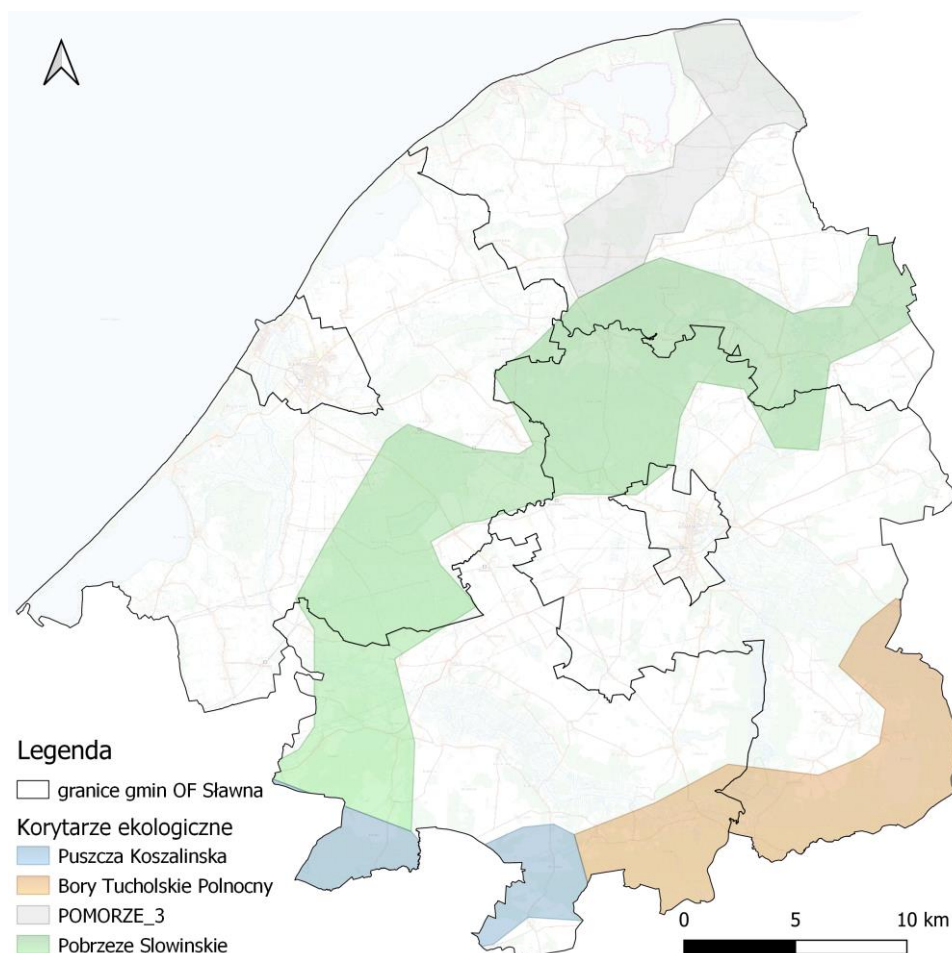 Legenda
granice gmin OF Sławna
Korytarze ekologiczne
Puszcza Koszalinska
Bory Tucholskie Polnocny
POMORZE_3
Pobrzeze Slowinskie
0 5 10 km